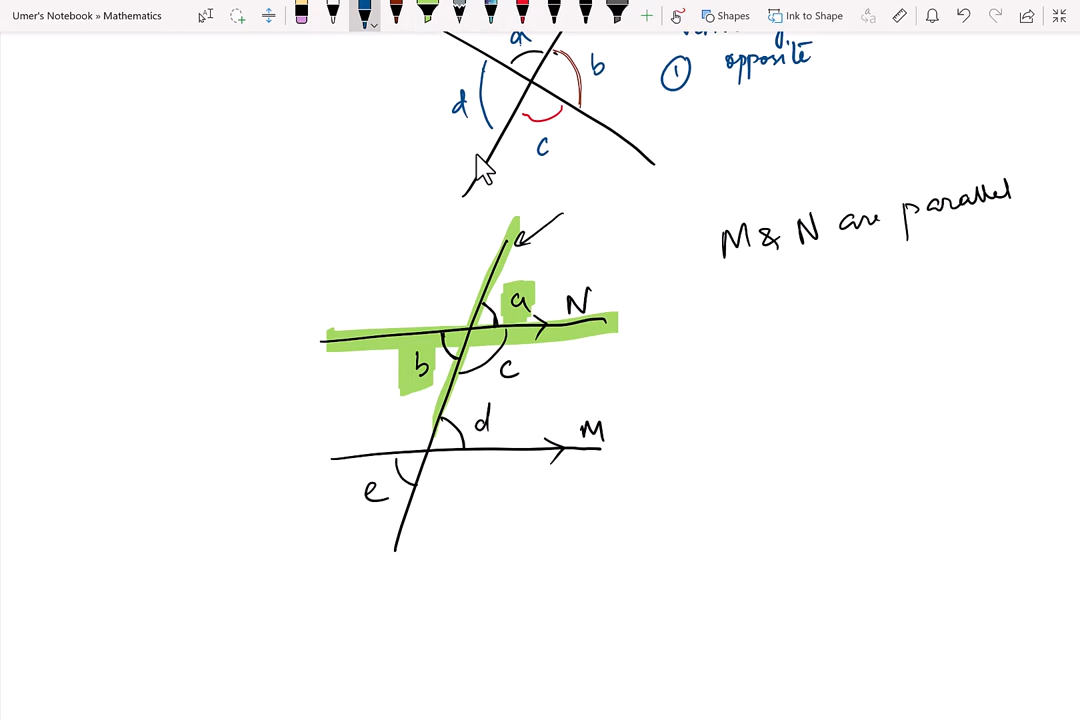 Umer's Notebook » Mathematics
Shapes
Ink to Shape
a
b
① opposite
d
c
M & N are parallel
a
N
b
c
d
M
e